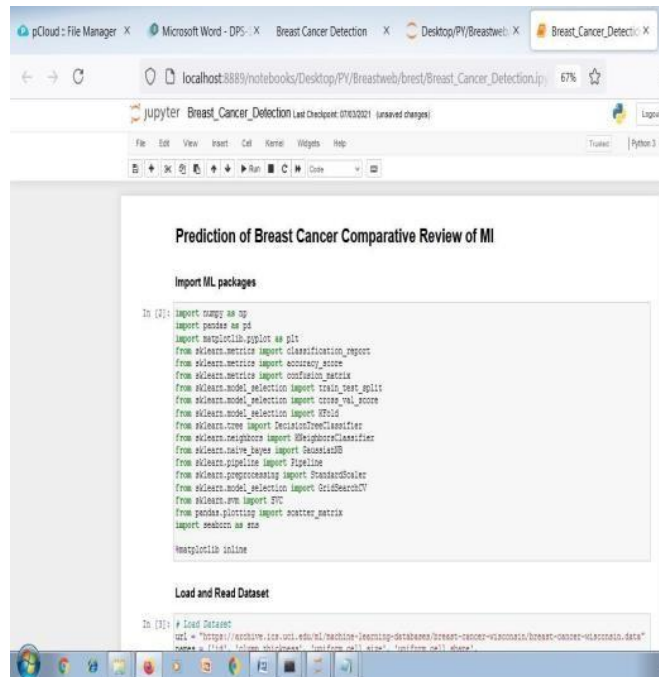 pCloud :: File Manager X Microsoft Word - DPS- X Breast Cancer Detection X Desktop/PY/Breastweb X Breast_Cancer_Detectio X
localhost:8889/notebooks/Desktop/PY/Breastweb/brest/Breast_Cancer_Detection.ip 67%
jupyter Breast_Cancer_Detection Last Checkpoint: 07/03/2021 (unsaved changes) Logou
File Edit View Insert Cell Kernel Widgets Help Trusted Python 3
Run Code
Prediction of Breast Cancer Comparative Review of Ml
Import ML packages
In [2]: import numpy as np
import pandas as pd
import matplotlib.pyplot as plt
from sklearn.metrics import classification_report
from sklearn.metrics import accuracy_score
from sklearn.metrics import confusion_matrix
from sklearn.model_selection import train_test_split
from sklearn.model_selection import cross_val_score
from sklearn.model_selection import KFold
from sklearn.tree import DecisionTreeClassifier
from sklearn.neighbors import KNeighborsClassifier
from sklearn.naive_bayes import GaussianNB
from sklearn.pipeline import Pipeline
from sklearn.preprocessing import StandardScaler
from sklearn.model_selection import GridSearchCV
from sklearn.svm import SVC
from pandas.plotting import scatter_matrix
import seaborn as sns
%matplotlib inline
Load and Read Dataset
In [3]: # Load Dataset
url = "https://archive.ics.uci.edu/ml/machine-learning-databases/breast-cancer-wisconsin/breast-cancer-wisconsin.data"
names = ['id', 'clump_thickness', 'uniform_cell_size', 'uniform_cell_shape',